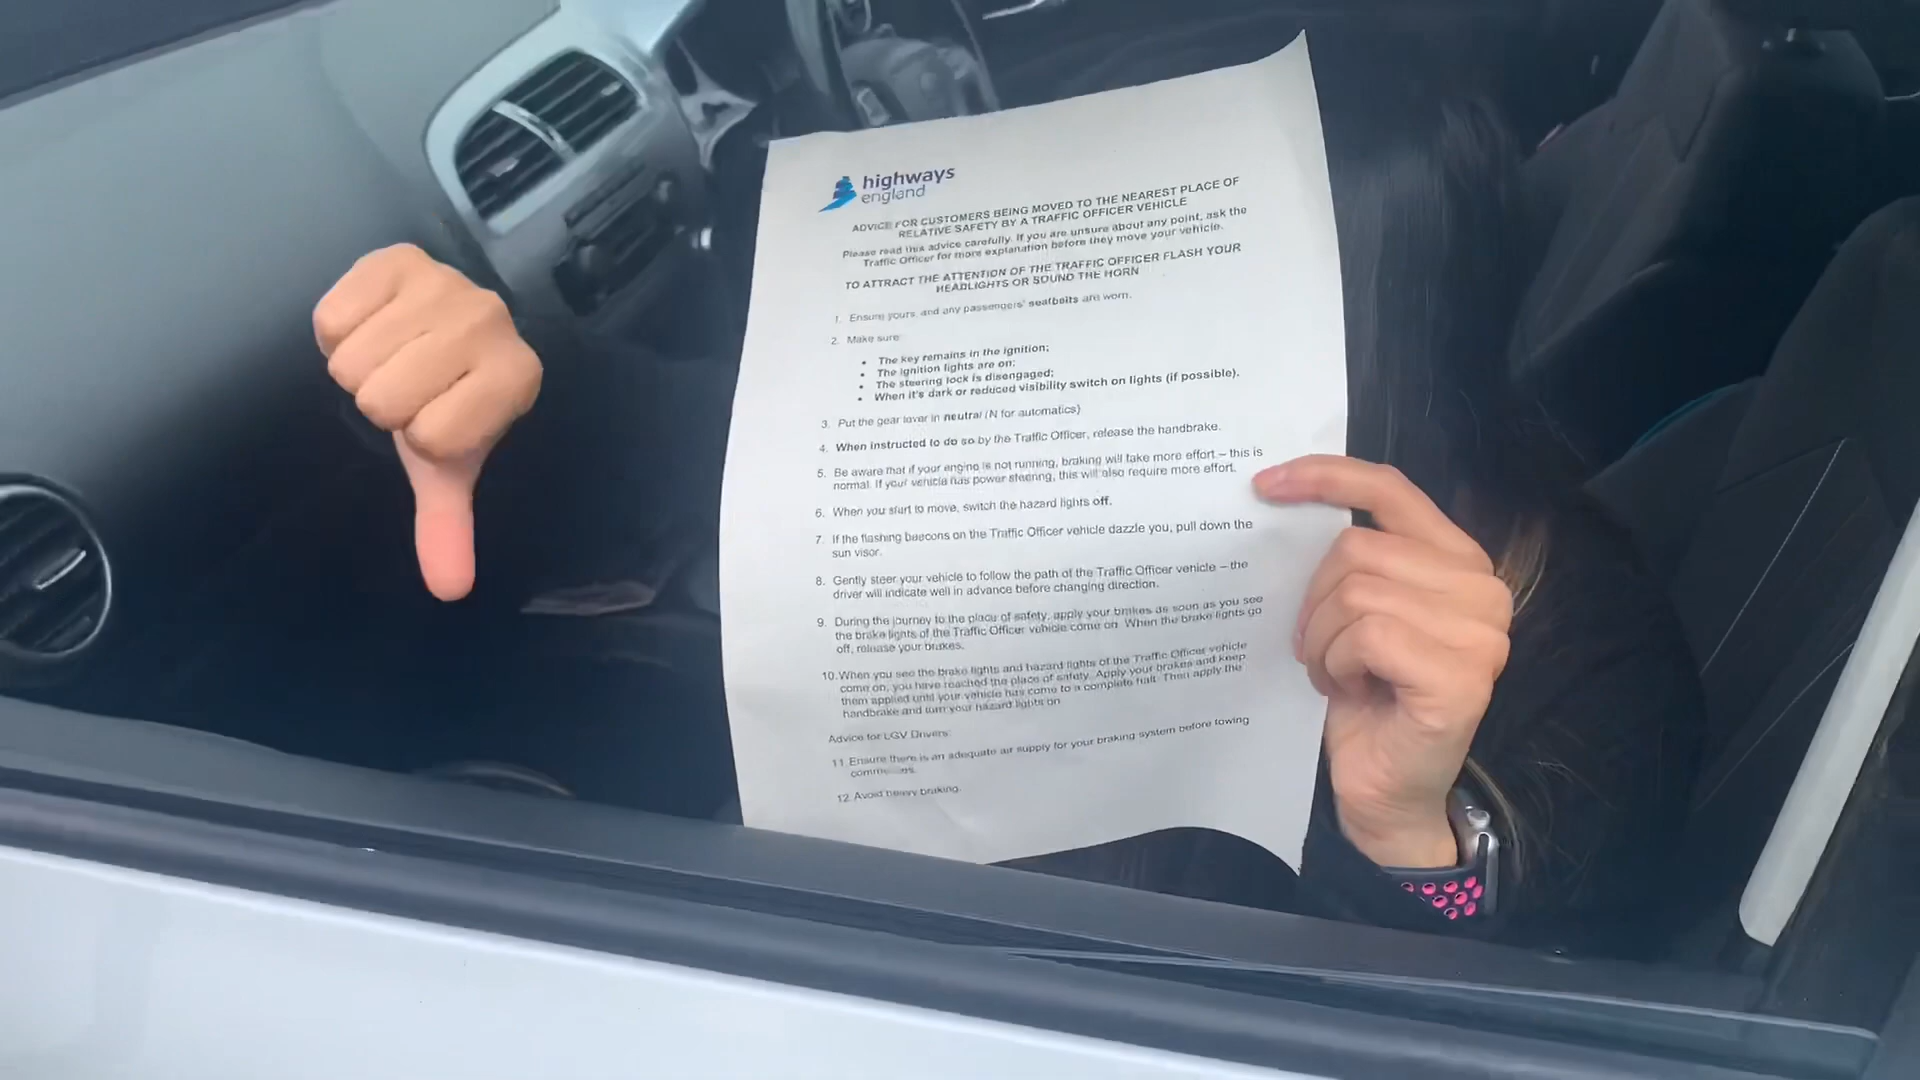 highways
england
ADVICE FOR CUSTOMERS BEING MOVED TO THE NEAREST PLACE OF
RELATIVE SAFETY BY A TRAFFIC OFFICER VEHICLE
Please read this advice carefully. If you are unsure about any point, ask the
Traffic Officer for more explanation before they move your vehicle.
TO ATTRACT THE ATTENTION OF THE TRAFFIC OFFICER FLASH YOUR
HEADLIGHTS OR SOUND THE HORN
1. Ensure yours, and any passengers' seatbelts are worn.
2. Make sure:
• The key remains in the ignition;
• The ignition lights are on;
• The steering lock is disengaged;
• When it's dark or reduced visibility switch on lights (if possible).
3. Put the gear lever in neutral (N for automatics)
4. When instructed to do so by the Traffic Officer, release the handbrake.
5. Be aware that if your engine is not running, braking will take more effort – this is
normal. If your vehicle has power steering, this will also require more effort.
6. When you start to move, switch the hazard lights off.
7. If the flashing beacons on the Traffic Officer vehicle dazzle you, pull down the
sun visor.
8. Gently steer your vehicle to follow the path of the Traffic Officer vehicle – the
driver will indicate well in advance before changing direction.
9. During the journey to the place of safety, apply your brakes as soon as you see
the brake lights of the Traffic Officer vehicle come on. When the brake lights go
off, release your brakes.
10. When you see the brake lights and hazard lights of the Traffic Officer vehicle
come on, you have reached the place of safety. Apply your brakes and keep
them applied until your vehicle has come to a complete halt. Then apply the
handbrake and turn your hazard lights on
Advice for LGV Drivers:
11. Ensure there is an adequate air supply for your braking system before towing
commences.
12. Avoid heavy braking.